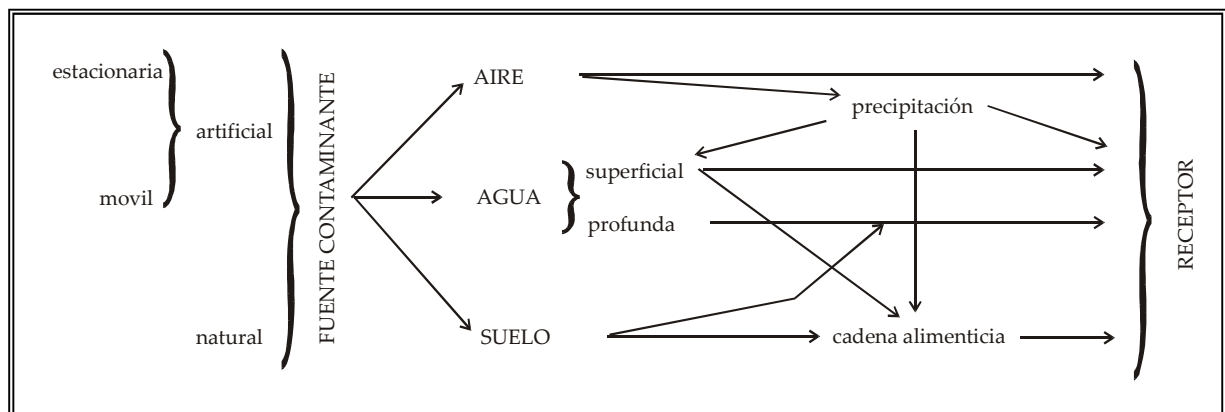 estacionaria
artificial
movil
natural
FUENTE CONTAMINANTE
AIRE
AGUA
superficial
profunda
SUELO
precipitación
cadena alimenticia
RECEPTOR